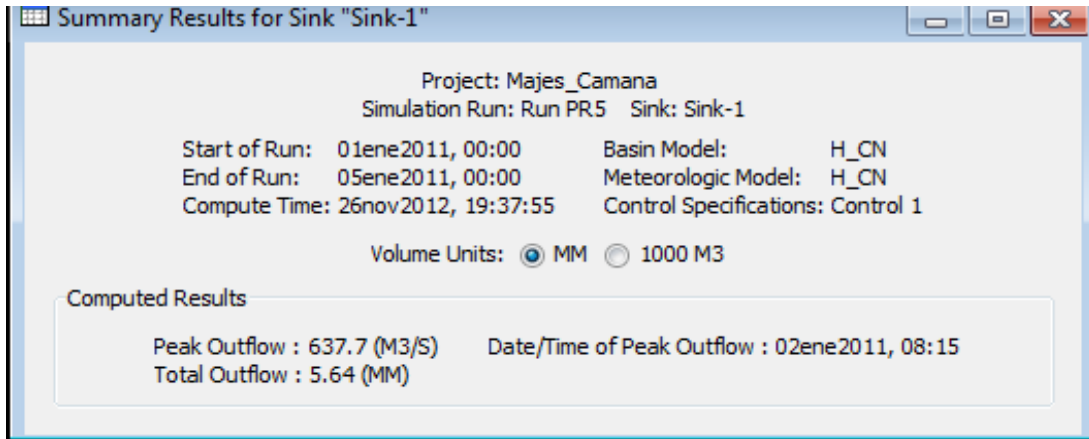 Summary Results for Sink "Sink-1"
Project: Majes_Camana
Simulation Run: Run PR5 Sink: Sink-1
Start of Run: 01ene2011, 00:00 Basin Model: H_CN
End of Run: 05ene2011, 00:00 Meteorologic Model: H_CN
Compute Time: 26nov2012, 19:37:55 Control Specifications: Control 1
Volume Units: MM 1000 M3
Computed Results
Peak Outflow : 637.7 (M3/S) Date/Time of Peak Outflow : 02ene2011, 08:15
Total Outflow : 5.64 (MM)